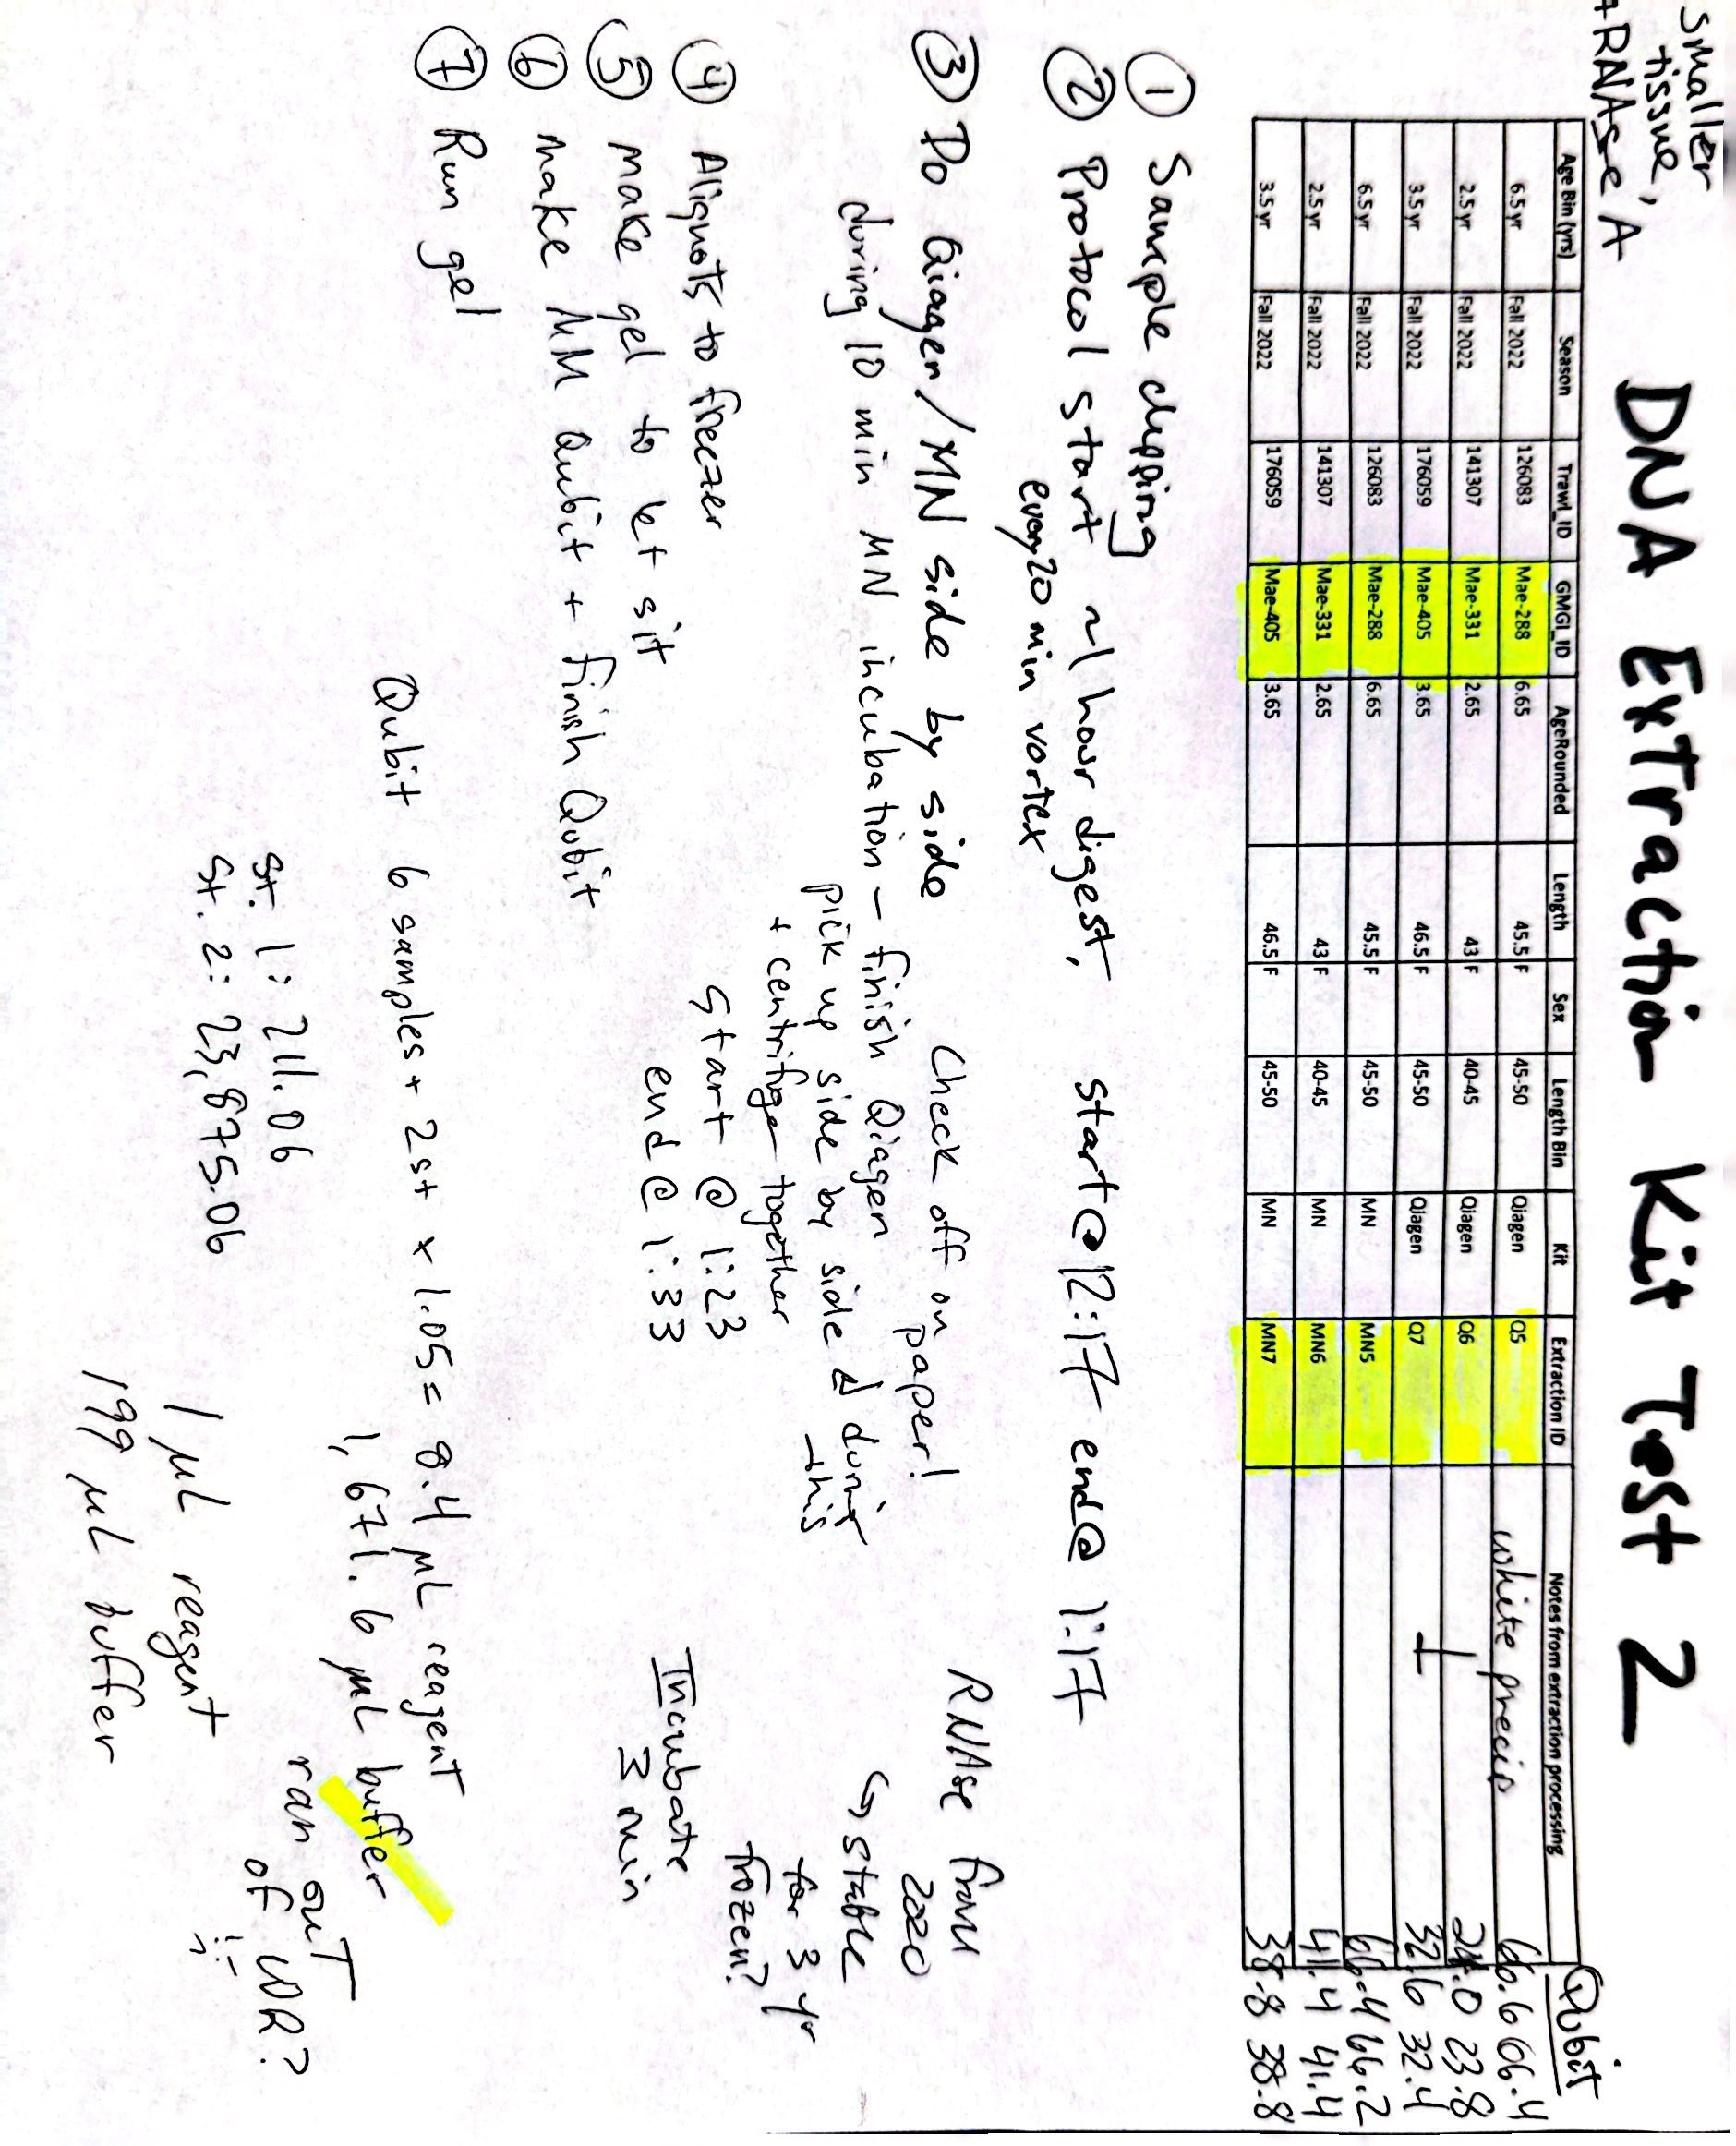 smaller
tissue,
+RNAse A
DNA Extraction Kit Test 2
Qubit
Age Bin (yrs) Season Trawl_ID GMGI_ID AgeRounded Length Sex Length Bin Kit Extraction ID Notes from extraction processing
6.5 yr Fall 2022 126083 Mae-288 6.65 45.5 F 45-50 Qiagen Q5 white precip 66.6 66.4
2.5 yr Fall 2022 141307 Mae-331 2.65 43 F 40-45 Qiagen Q6 24.0 23.8
3.5 yr Fall 2022 176059 Mae-405 3.65 46.5 F 45-50 Qiagen Q7 32.6 32.4
6.5 yr Fall 2022 126083 Mae-288 6.65 45.5 F 45-50 MN MN5 66.4 66.2
2.5 yr Fall 2022 141307 Mae-331 2.65 43 F 40-45 MN MN6 41.4 41.4
3.5 yr Fall 2022 176059 Mae-405 3.65 46.5 F 45-50 MN MN7 38.8 38.8
① Sample clipping
② Protocol start ~1 hour digest, start @ 12:17 end @ 1:17
every 20 min vortex
③ Do Qiagen/MN side by side
during 10 min MN incubation – finish Qiagen
pick up side by side
+ centrifuge together
start @ 1:23
end @ 1:33
Check off on
paper!
↲ during
this
RNAse from
2020
↳ stable
for 3 yr
frozen?
Incubate
3 min
④ Aliquots to freezer
⑤ make gel to let sit
⑥ make MM Qubit + finish Qubit
⑦ Run gel
Qubit 6 samples + 2 st × 1.05 = 8.4 µL reagent
1,671.6 µL buffer
ran out
of
St. 1: 211.06
St. 2: 23,875.06
1 µL reagent
199 µL buffer